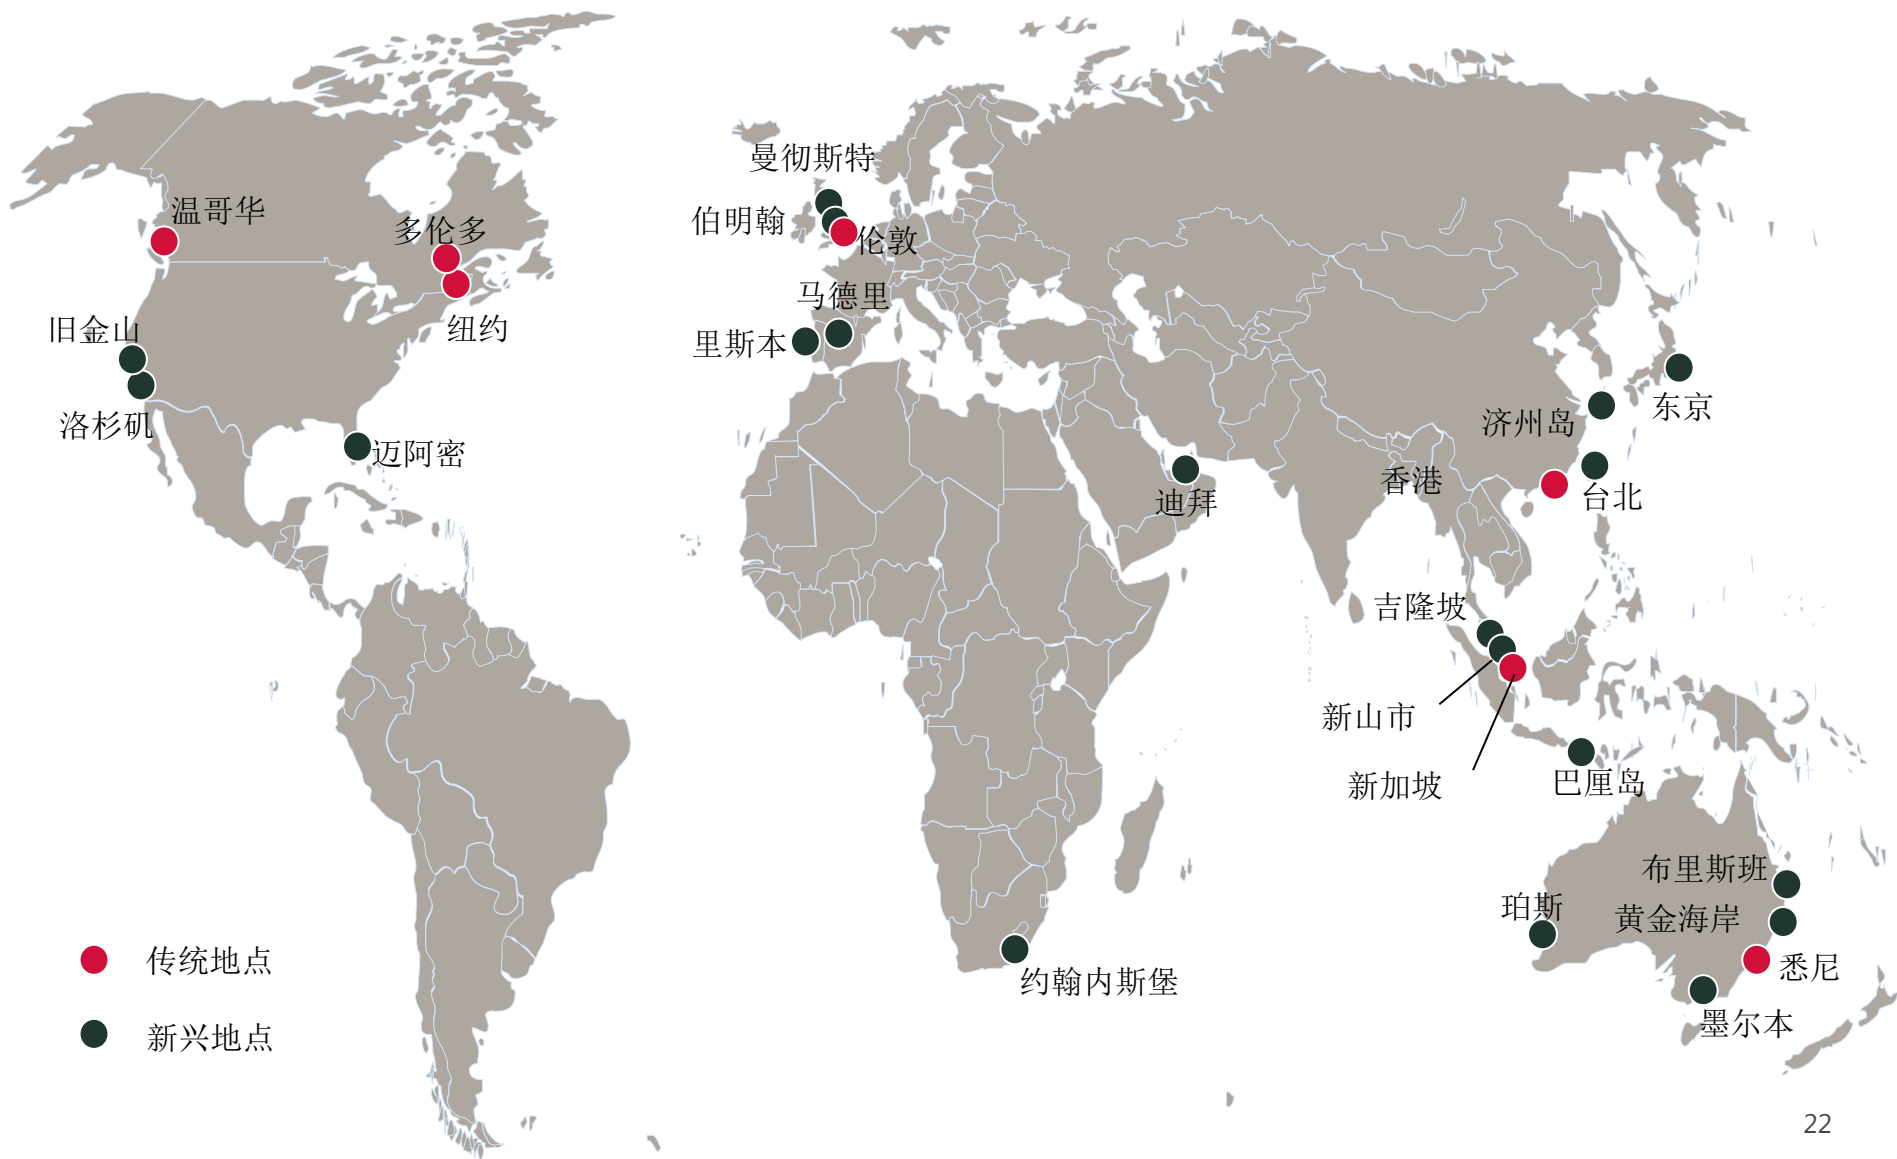 曼彻斯特
温哥华
多伦多
伯明翰
伦敦
马德里
旧金山
纽约
里斯本
洛杉矶
迈阿密
东京
济州岛
香港
台北
迪拜
吉隆坡
新山市
新加坡
巴厘岛
布里斯班
珀斯
黄金海岸
传统地点
悉尼
约翰内斯堡
新兴地点
墨尔本
22